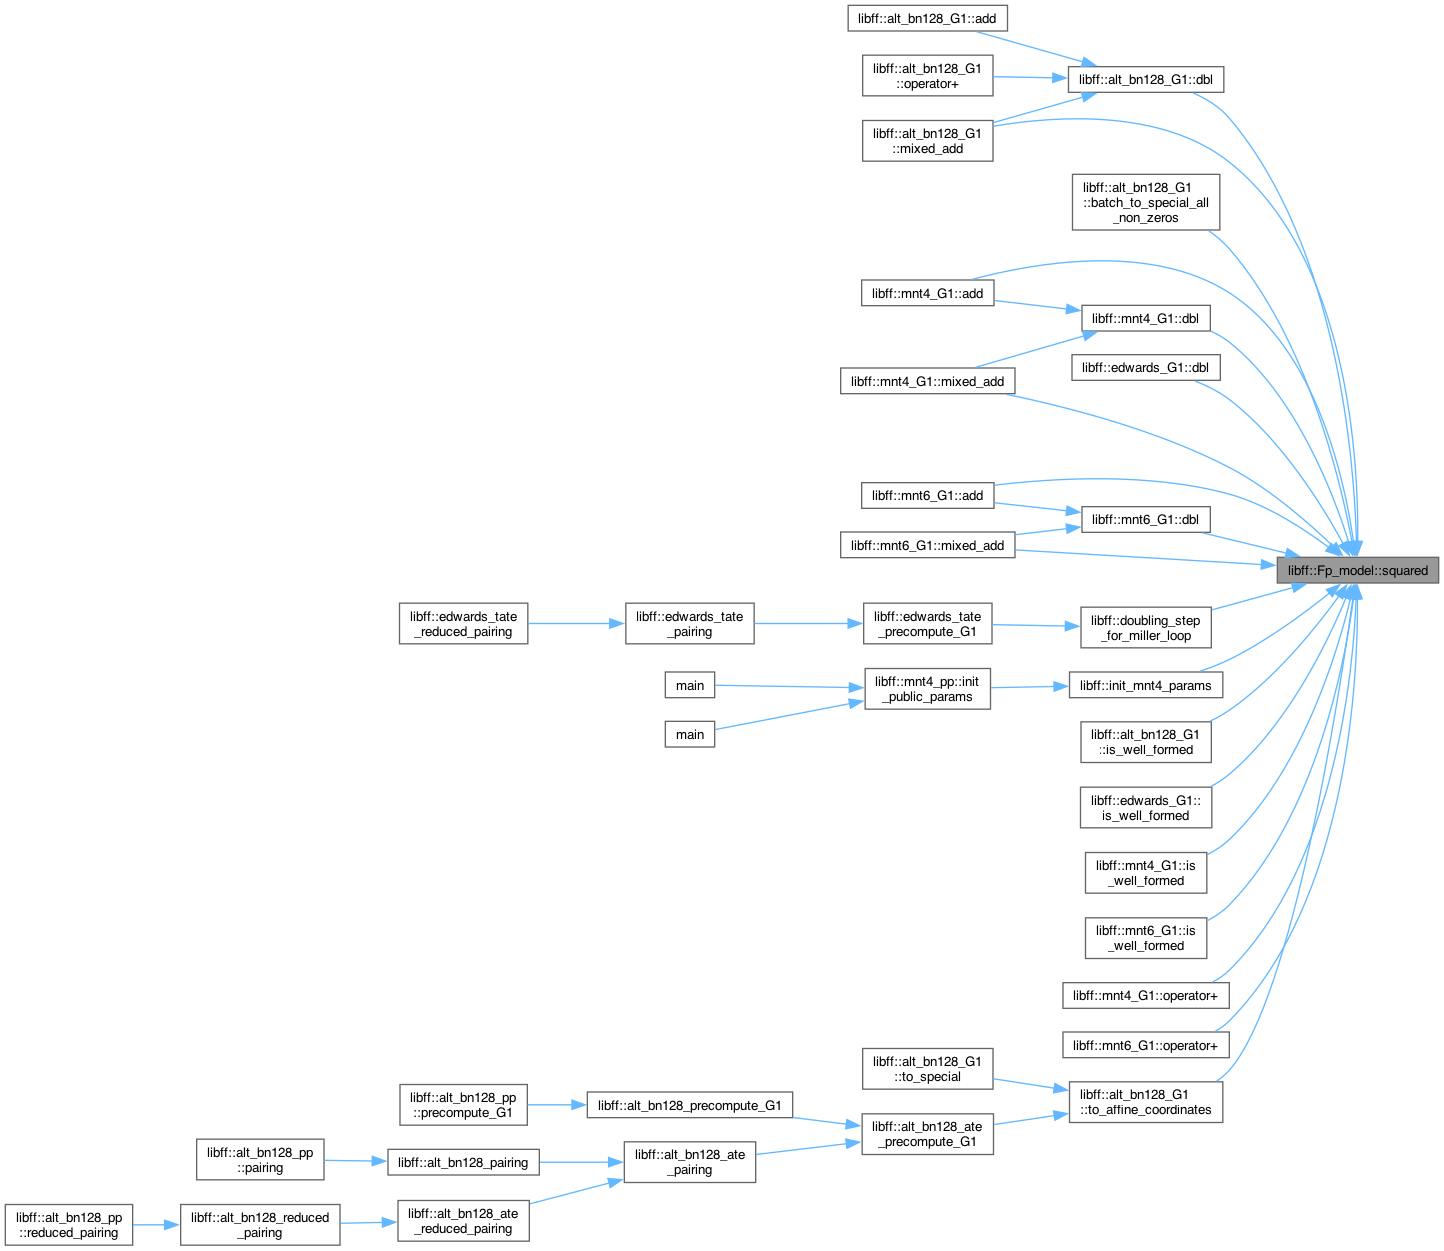 libff::alt_bn128_G1::add
libff::alt_bn128_G1
::operator+
libff::alt_bn128_G1::dbl
libff::alt_bn128_G1
::mixed_add
libff::alt_bn128_G1
::batch_to_special_all
_non_zeros
libff::mnt4_G1::add
libff::mnt4_G1::dbl
libff::edwards_G1::dbl
libff::mnt4_G1::mixed_add
libff::mnt6_G1::add
libff::mnt6_G1::dbl
libff::mnt6_G1::mixed_add
libff::Fp_model::squared
libff::edwards_tate
_reduced_pairing
libff::edwards_tate
_pairing
libff::edwards_tate
_precompute_G1
libff::doubling_step
_for_miller_loop
main
libff::mnt4_pp::init
_public_params
libff::init_mnt4_params
main
libff::alt_bn128_G1
::is_well_formed
libff::edwards_G1::
is_well_formed
libff::mnt4_G1::is
_well_formed
libff::mnt6_G1::is
_well_formed
libff::mnt4_G1::operator+
libff::mnt6_G1::operator+
libff::alt_bn128_G1
::to_special
libff::alt_bn128_G1
::to_affine_coordinates
libff::alt_bn128_pp
::precompute_G1
libff::alt_bn128_precompute_G1
libff::alt_bn128_ate
_precompute_G1
libff::alt_bn128_pp
::pairing
libff::alt_bn128_pairing
libff::alt_bn128_ate
_pairing
libff::alt_bn128_pp
::reduced_pairing
libff::alt_bn128_reduced
_pairing
libff::alt_bn128_ate
_reduced_pairing